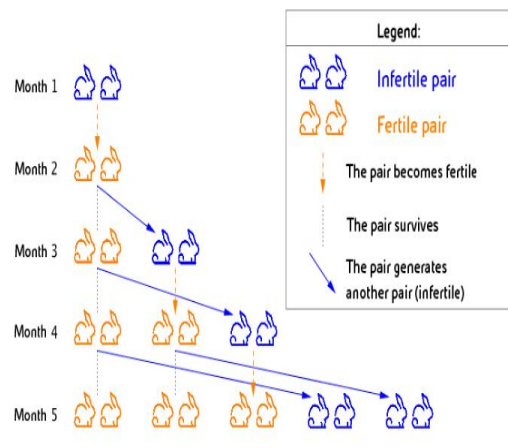 Legend:
Infertile pair
Fertile pair
The pair becomes fertile
The pair survives
The pair generates
another pair (infertile)
Month 1
Month 2
Month 3
Month 4
Month 5